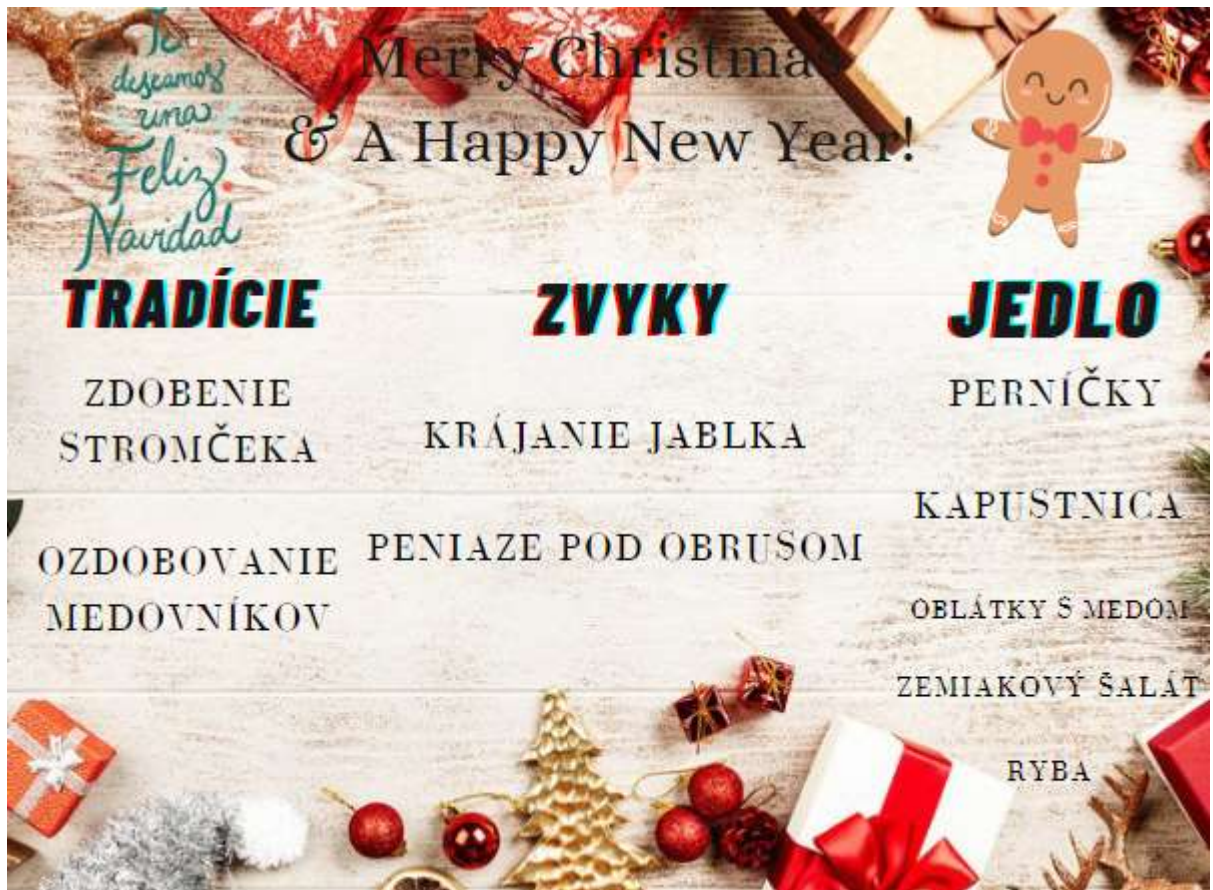 Te
deseamos
una
Feliz
Navidad
Merry Christmas
& A Happy New Year!
TRADÍCIE
ZDOBENIE
STROMČEKA
OZDOBOVANIE
MEDOVNÍKOV
ZVYKY
KRÁJANIE JABLKA
PENIAZE POD OBRUSOM
JEDLO
PERNÍČKY
KAPUSTNICA
OBLÁTKY S MEDOM
ZEMIAKOVÝ ŠALÁT
RYBA